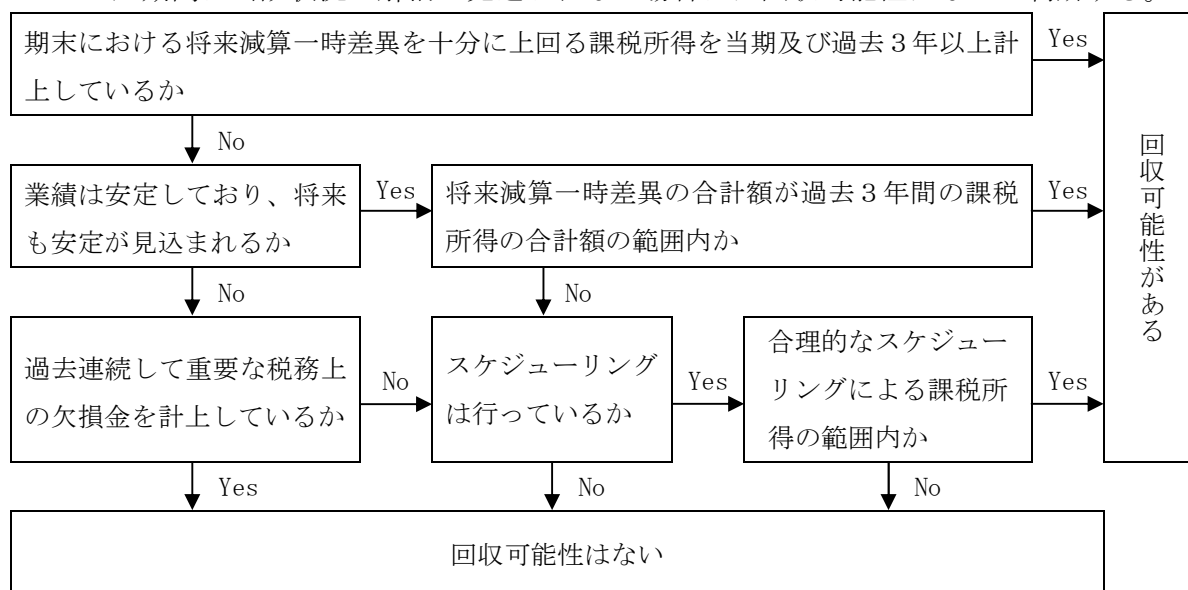 期末における将来減算一時差異を十分に上回る課税所得を当期及び過去3年以上計
上しているか
Yes
No
業績は安定しており、将来
も安定が見込まれるか
Yes
将来減算一時差異の合計額が過去3年間の課税
所得の合計額の範囲内か
Yes
回収可能性がある
No
No
過去連続して重要な税務上
の欠損金を計上しているか
No
スケジューリング
は行っているか
Yes
合理的なスケジュー
リングによる課税所
得の範囲内か
Yes
Yes
No
No
回収可能性はない